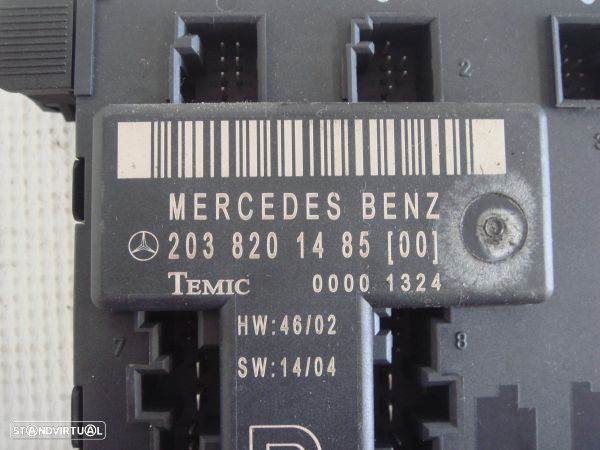 2
3
MERCEDES BENZ
203 820 14 85 [00]
TEMIC 0000 1324
7
HW:46/02
8
SW:14/04
STANDVIRTUAL